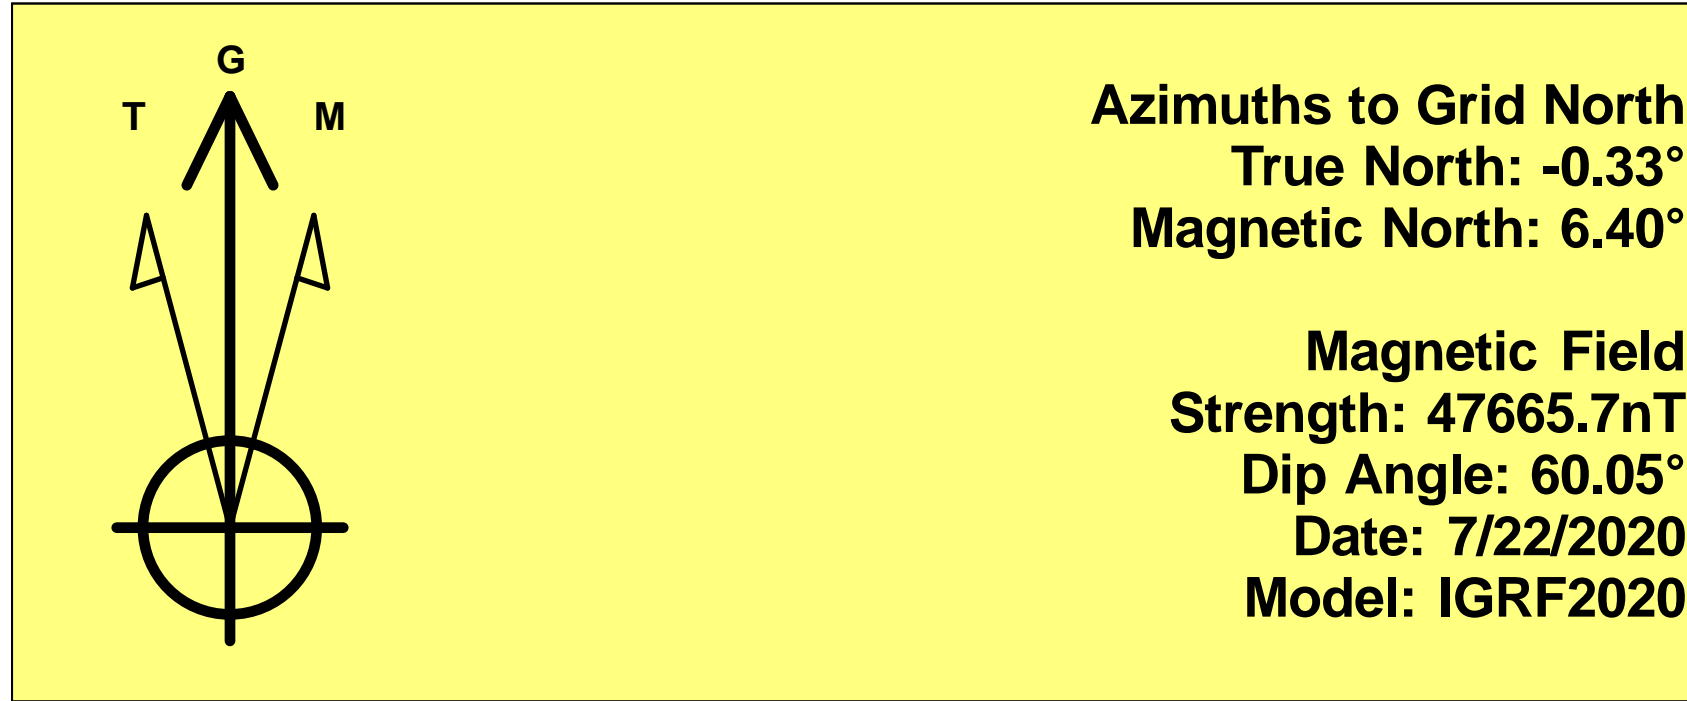 G
T M
Azimuths to Grid North
True North: -0.33°
Magnetic North: 6.40°
Magnetic Field
Strength: 47665.7nT
Dip Angle: 60.05°
Date: 7/22/2020
Model: IGRF2020